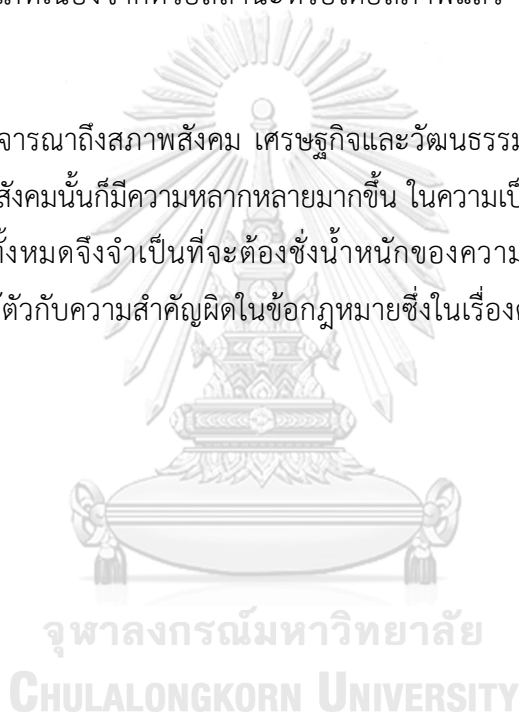 จารณาถึงสภาพสังคม เศรษฐกิจและวัฒนธรรม
สังคมนั้นก็มีความหลากหลายมากขึ้น ในความเป็
ทั้งหมดจึงจำเป็นที่จะต้องชั่งน้ำหนักของความ
ตัวกับความสำคัญผิดในข้อกฎหมายซึ่งในเรื่อง
จุฬาลงกรณ์มหาวิทยาลัย
CHULALONGKORN UNIVERSITY